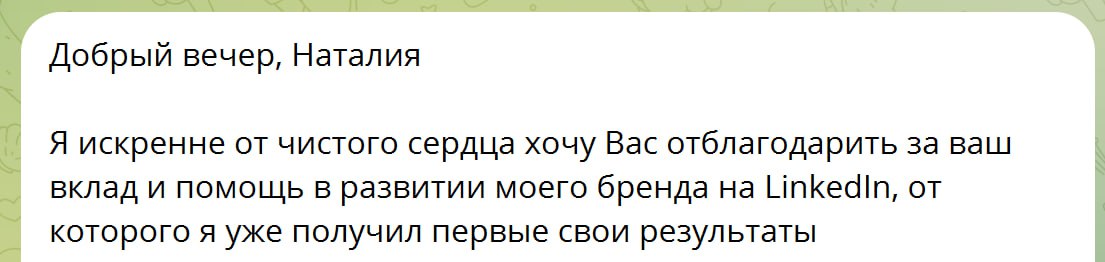 Добрый вечер, Наталия
Я искренне от чистого сердца хочу Вас отблагодарить за ваш
вклад и помощь в развитии моего бренда на LinkedIn, от
которого я уже получил первые свои результаты